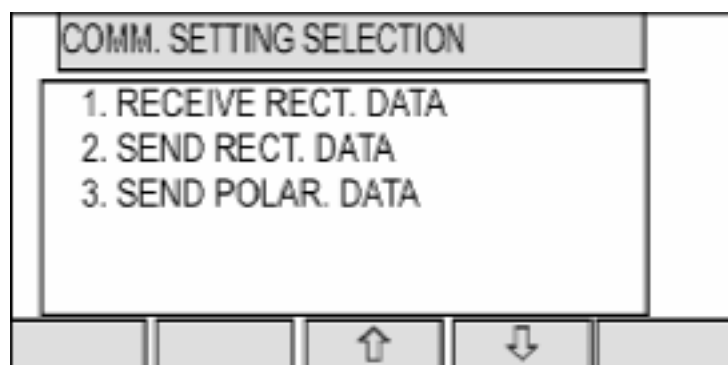 COMM. SETTING SELECTION
1. RECEIVE RECT. DATA
2. SEND RECT. DATA
3. SEND POLAR. DATA